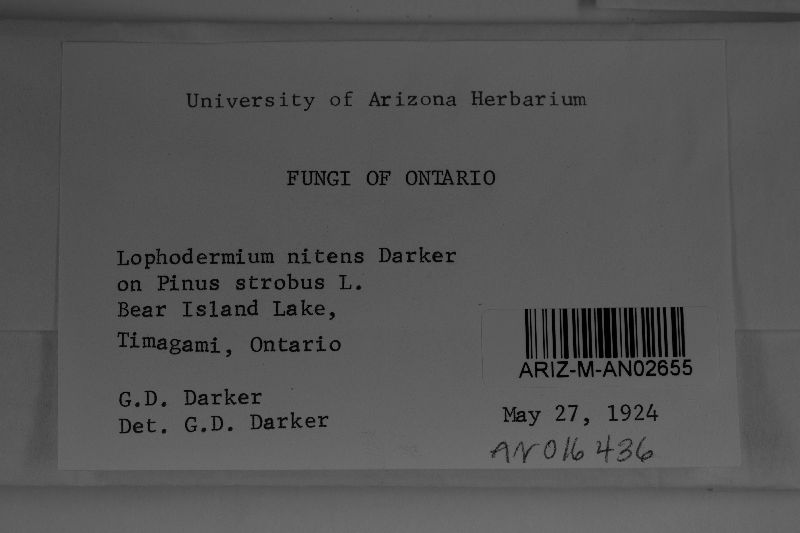 University of Arizona Herbarium
FUNGI OF ONTARIO
Lophodermium nitens Darker
on Pinus strobus L.
Bear Island Lake,
Timagami, Ontario
ARIZ-M-AN02655
G.D. Darker
Det. G.D. Darker
May 27, 1924
AN016436